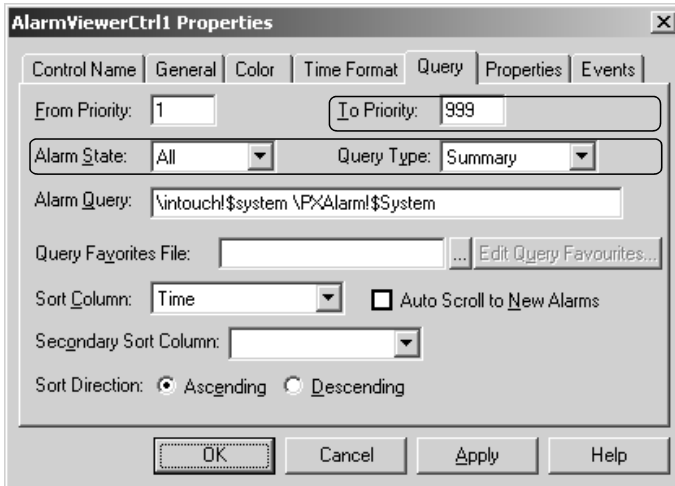 AlarmViewerCtrl1 Properties
Control Name General Color Time Format Query Properties Events
From Priority: 1 To Priority: 999
Alarm State: All Query Type: Summary
Alarm Query: \intouch!$system \PXAlarm!$System
Query Favorites File: ... Edit Query Favourites...
Sort Column: Time Auto Scroll to New Alarms
Secondary Sort Column:
Sort Direction: Ascending Descending
OK Cancel Apply Help